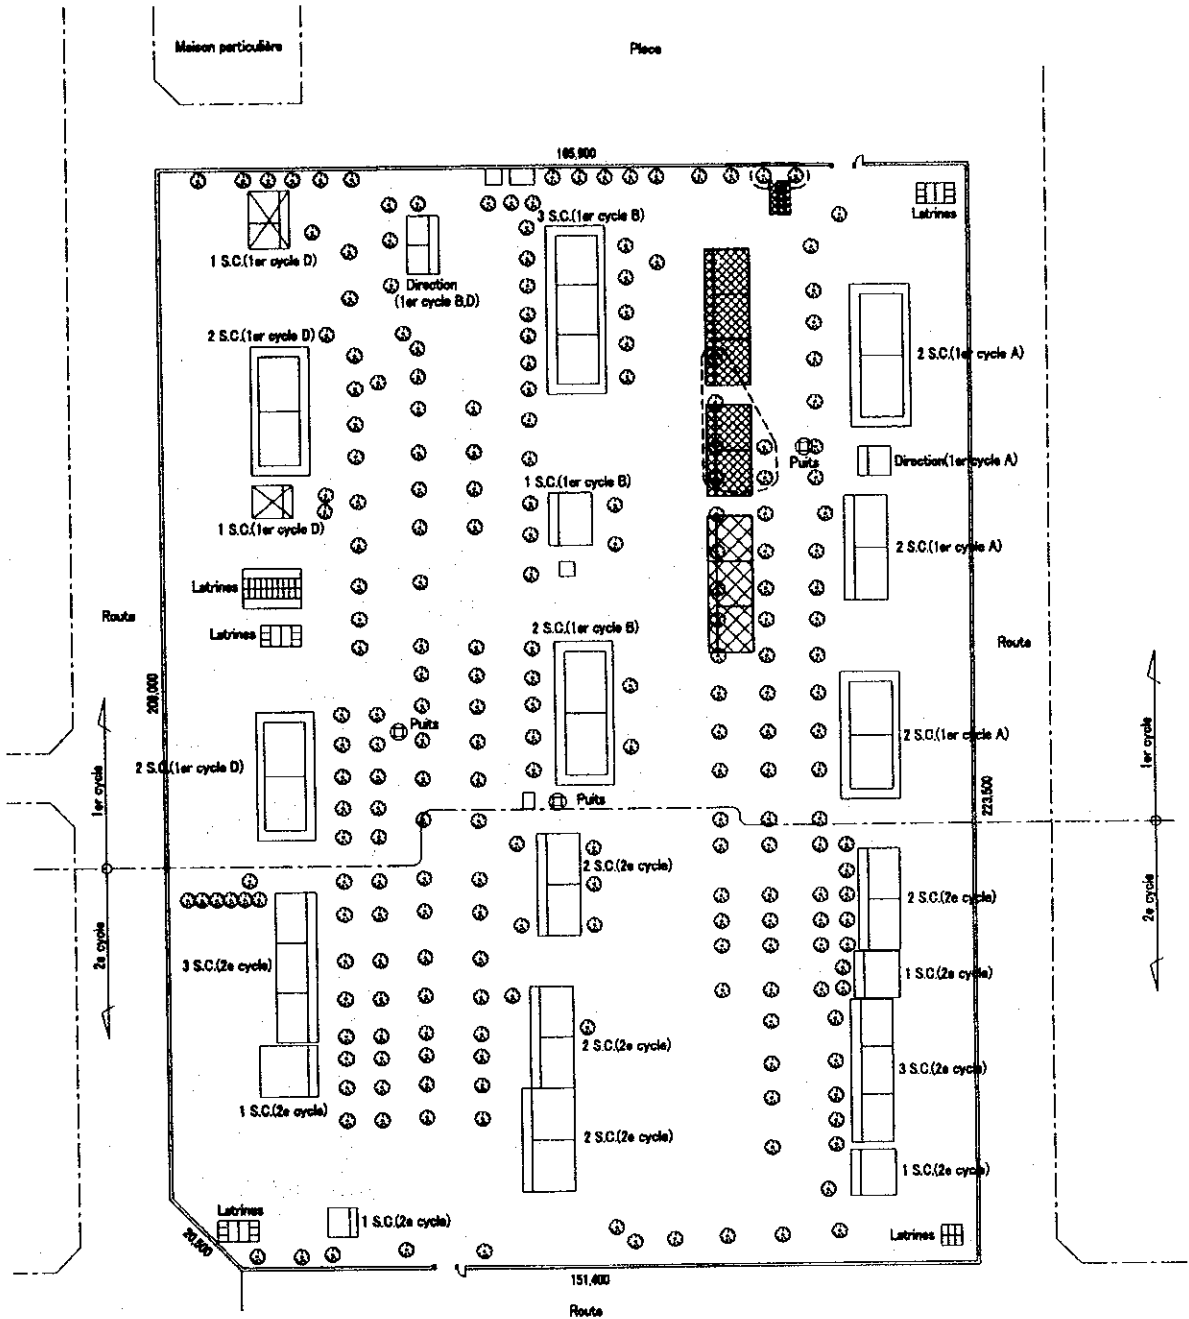 Maison particulière
Place
165,900
Latrines
3 S.C.(1er cycle B)
1 S.C.(1er cycle D)
Direction
(1er cycle B,D)
2 S.C.(1er cycle D)
2 S.C.(1er cycle A)
Puits
Direction(1er cycle A)
1 S.C.(1er cycle B)
1 S.C.(1er cycle D)
2 S.C.(1er cycle A)
Latrines
Route
Latrines
2 S.C.(1er cycle B)
Route
208,000
Puits
2 S.C.(1er cycle A)
1er cycle
2 S.C.(1er cycle D)
1er cycle
Puits
223,500
2 S.C.(2e cycle)
2 S.C.(2e cycle)
2e cycle
2e cycle
3 S.C.(2e cycle)
1 S.C.(2e cycle)
2 S.C.(2e cycle)
3 S.C.(2e cycle)
1 S.C.(2e cycle)
2 S.C.(2e cycle)
1 S.C.(2e cycle)
Latrines
1 S.C.(2e cycle)
Latrines
20,500
151,400
Route